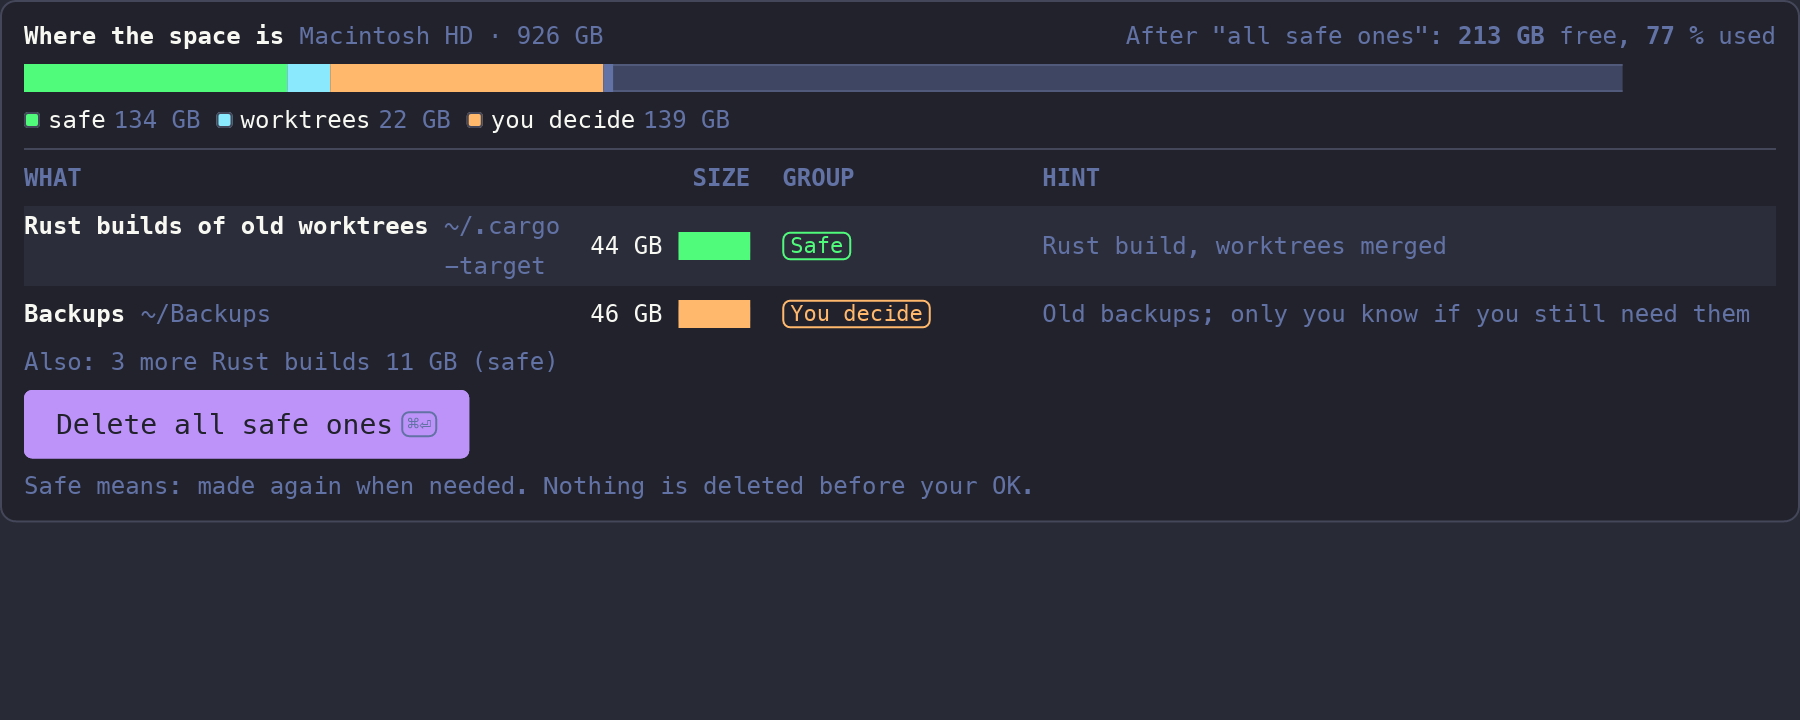 Where the space is Macintosh HD · 926 GB After "all safe ones": 213 GB free, 77 % used
safe 134 GB worktrees 22 GB you decide 139 GB
WHAT SIZE GROUP HINT
Rust builds of old worktrees ~/.cargo
−target 44 GB Safe Rust build, worktrees merged
Backups ~/Backups 46 GB You decide Old backups; only you know if you still need them
Also: 3 more Rust builds 11 GB (safe)
Delete all safe ones ⌘⏎
Safe means: made again when needed. Nothing is deleted before your OK.